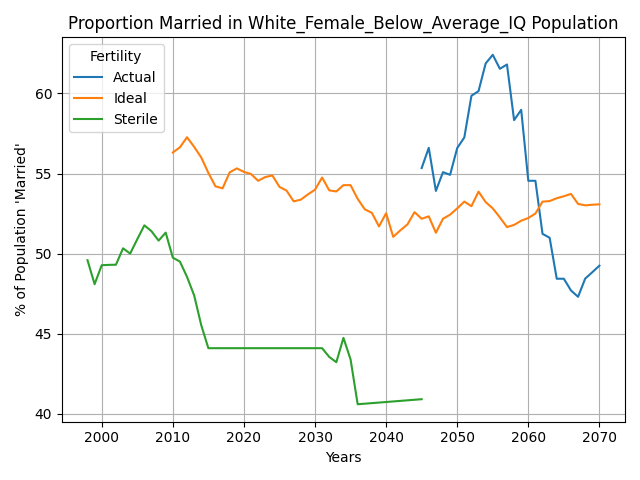 Proportion Married in White_Female_Below_Average_IQ Population
Fertility
Actual
Ideal
Sterile
% of Population 'Married'
60
55
50
45
40
2000 2010 2020 2030 2040 2050 2060 2070
Years